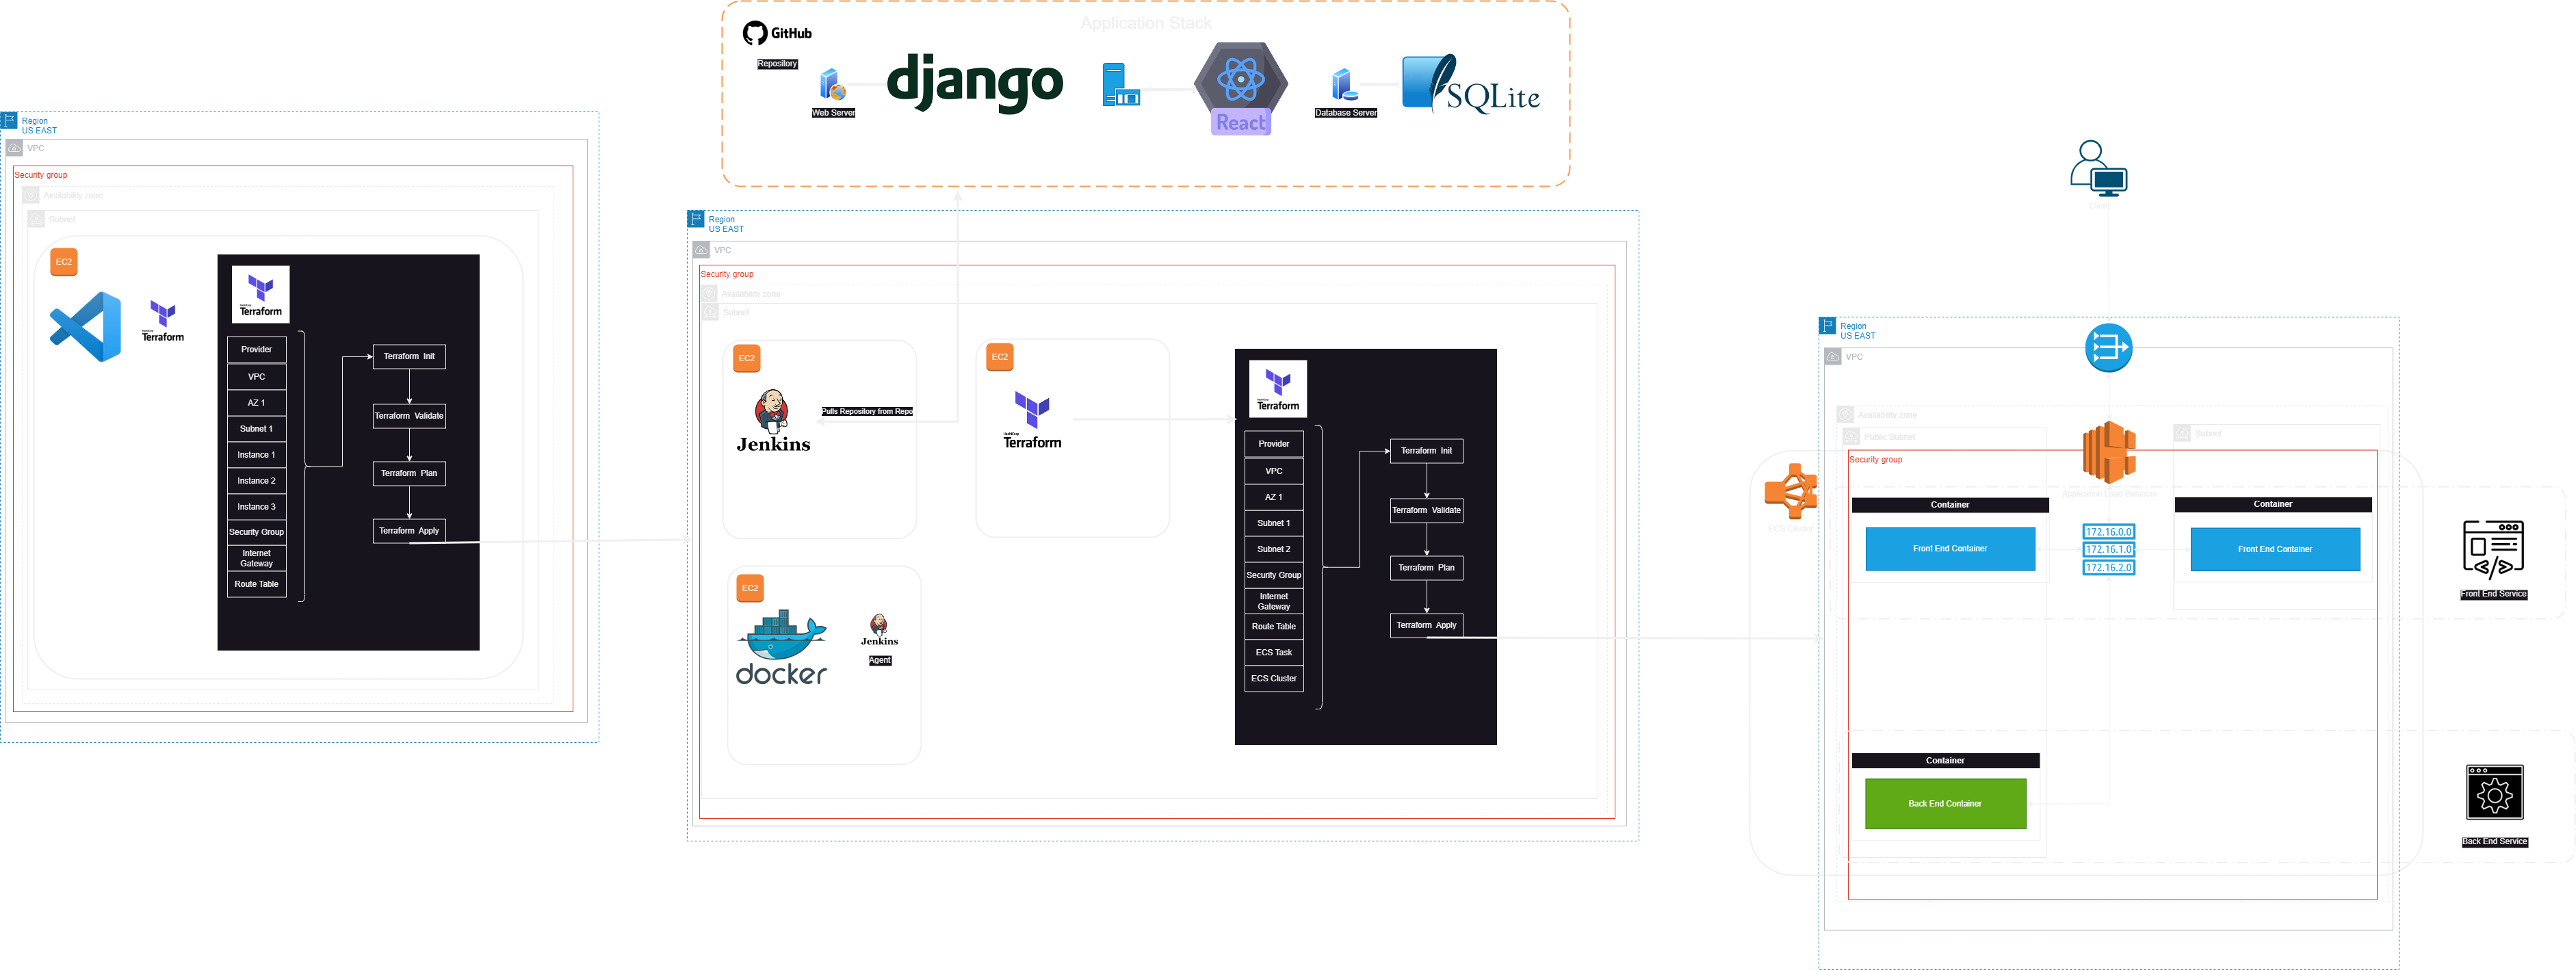 Application Stack
GitHub
Repository
Web Server
django
React
Database Server
SQLite
Region
US EAST
VPC
Security group
Availability zone
Subnet
EC2
HashiCorp
Terraform
HashiCorp
Terraform
Provider
VPC
AZ 1
Subnet 1
Instance 1
Instance 2
Instance 3
Security Group
Internet
Gateway
Route Table
Terraform Init
Terraform Validate
Terraform Plan
Terraform Apply
Region
US EAST
VPC
Security group
Availability zone
Subnet
EC2
Jenkins
Pulls Repository from Repo
EC2
HashiCorp
Terraform
EC2
docker
Jenkins
Agent
HashiCorp
Terraform
Provider
VPC
AZ 1
Subnet 1
Subnet 2
Security Group
Internet
Gateway
Route Table
ECS Task
ECS Cluster
Terraform Init
Terraform Validate
Terraform Plan
Terraform Apply
Client
Region
US EAST
VPC
Availability zone
Public Subnet
Subnet
Security group
ECS Cluster
Application Load Balancer
Container
Front End Container
172.16.0.0
172.16.1.0
172.16.2.0
Container
Front End Container
Front End Service
Container
Back End Container
Back End Service